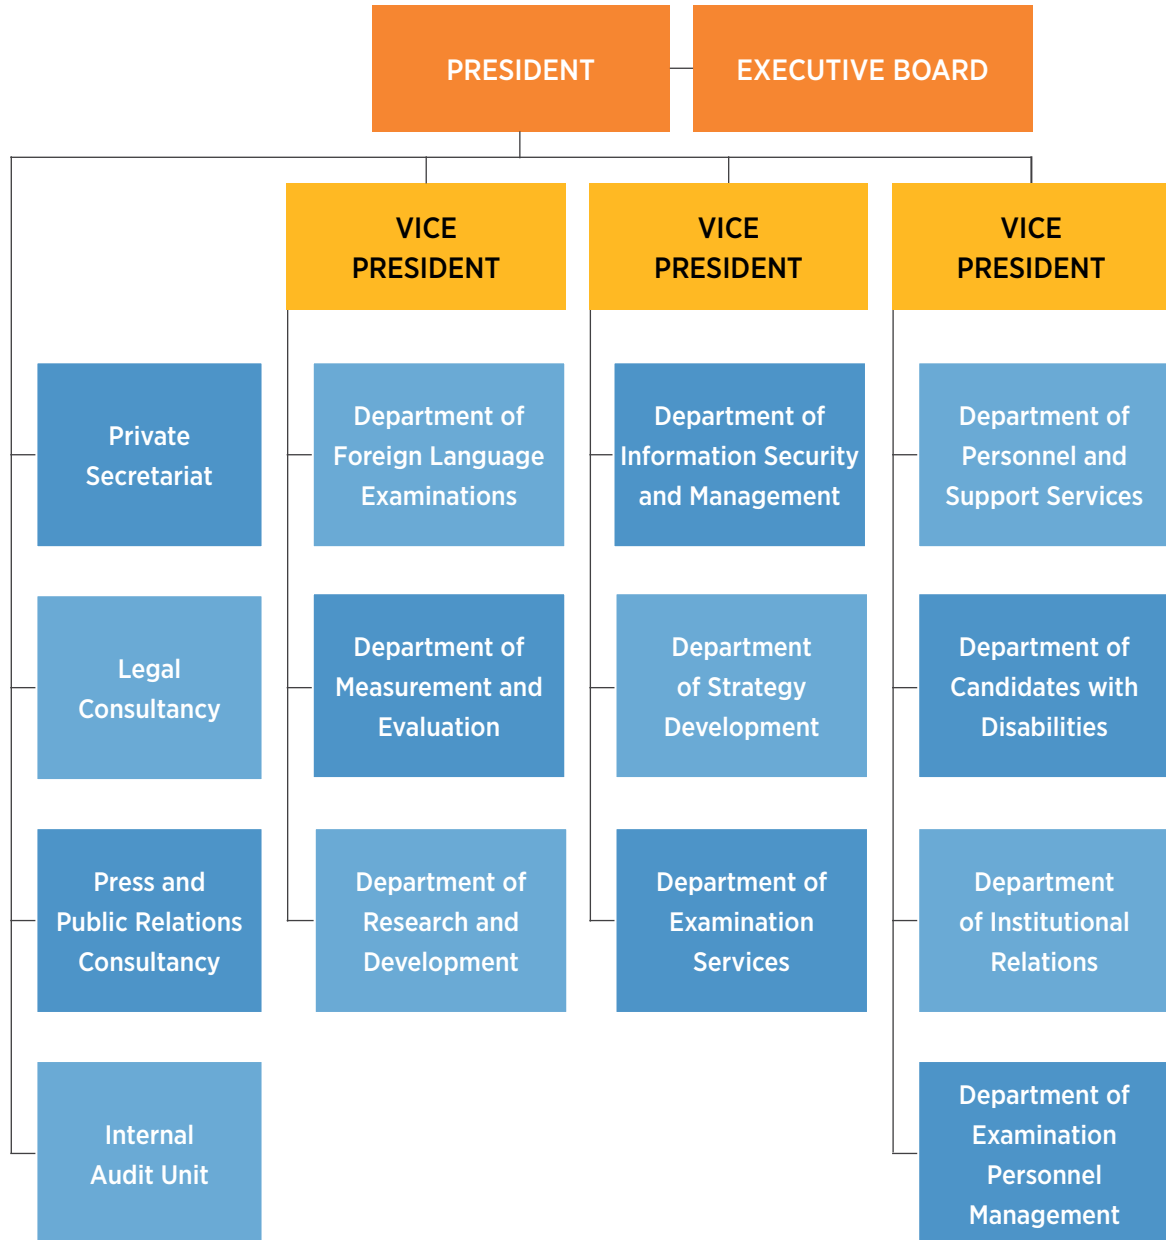 PRESIDENT
EXECUTIVE BOARD
VICE
PRESIDENT
VICE
PRESIDENT
VICE
PRESIDENT
Private
Secretariat
Department of
Foreign Language
Examinations
Department of
Information Security
and Management
Department of
Personnel and
Support Services
Legal
Consultancy
Department of
Measurement and
Evaluation
Department
of Strategy
Development
Department of
Candidates with
Disabilities
Press and
Public Relations
Consultancy
Department of
Research and
Development
Department of
Examination
Services
Department
of Institutional
Relations
Internal
Audit Unit
Department of
Examination
Personnel
Management